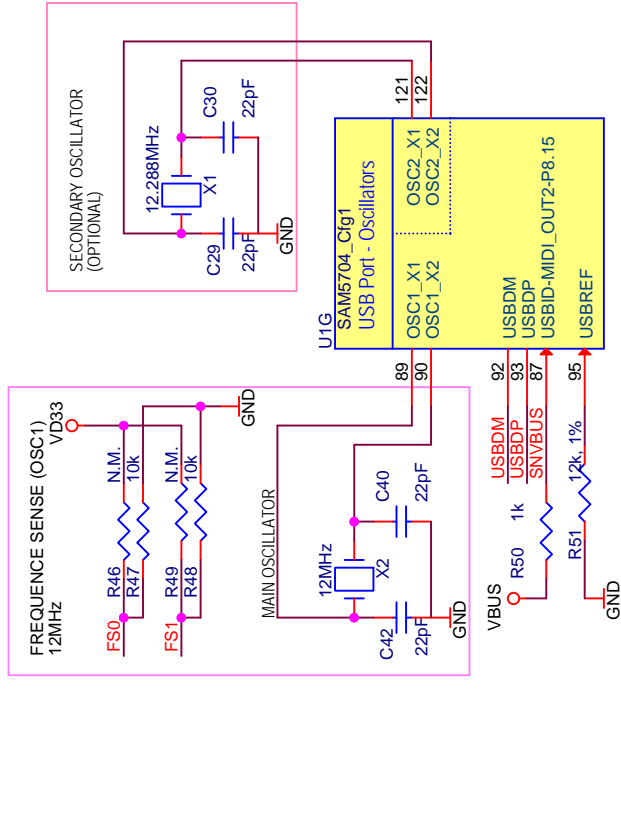 SECONDARY OSCILLATOR
(OPTIONAL)
12.288MHz
X1
C30
22pF
C29
22pF
GND
121
122
U1G
SAM5704_Cfg1
USB Port - Oscillators
OSC1_X1
OSC1_X2
OSC2_X1
OSC2_X2
USBDM
USBDP
USBID-MIDI_OUT2-P8.15
USBREF
89
90
92
93
87
95
FREQUENCE SENSE (OSC1)
12MHz
VD33
R46
N.M.
R47
10k
R49
N.M.
R48
10k
FS0
FS1
GND
MAIN OSCILLATOR
12MHz
X2
C40
22pF
C42
22pF
GND
USBDM
USBDP
SNVBUS
VBUS
R50
1k
R51
12k, 1%
GND